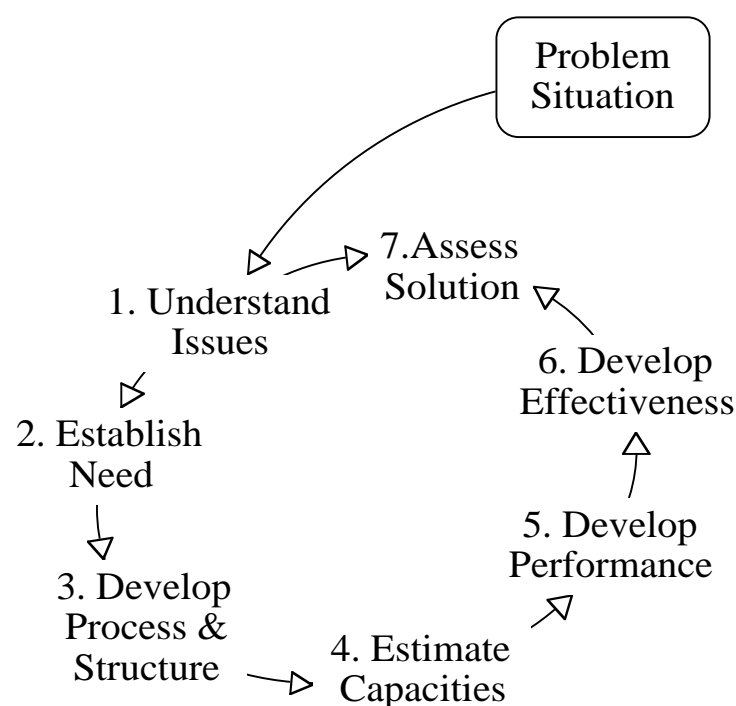 Problem
Situation
7.Assess
Solution
1. Understand
Issues
6. Develop
Effectiveness
2. Establish
Need
5. Develop
Performance
3. Develop
Process &
Structure
4. Estimate
Capacities